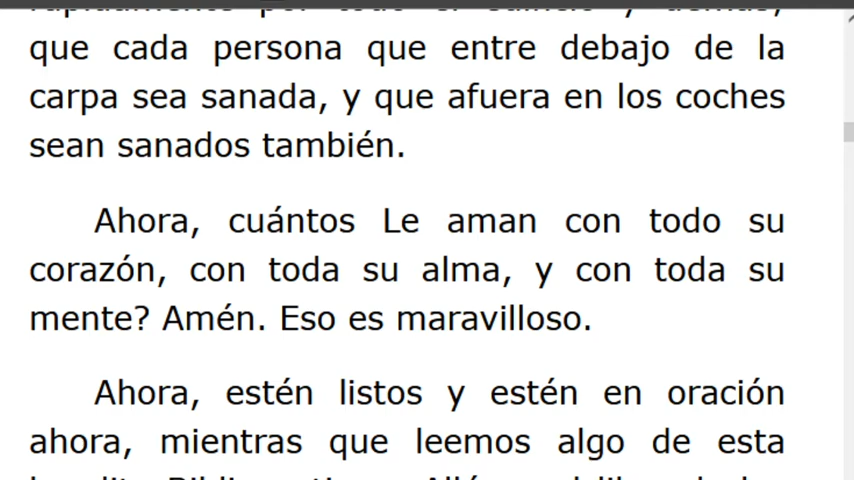 que cada persona que entre debajo de la
carpa sea sanada, y que afuera en los coches
sean sanados también.
Ahora, cuántos Le aman con todo su
corazón, con toda su alma, y con toda su
mente? Amén. Eso es maravilloso.
Ahora, estén listos y estén en oración
ahora, mientras que leemos algo de esta